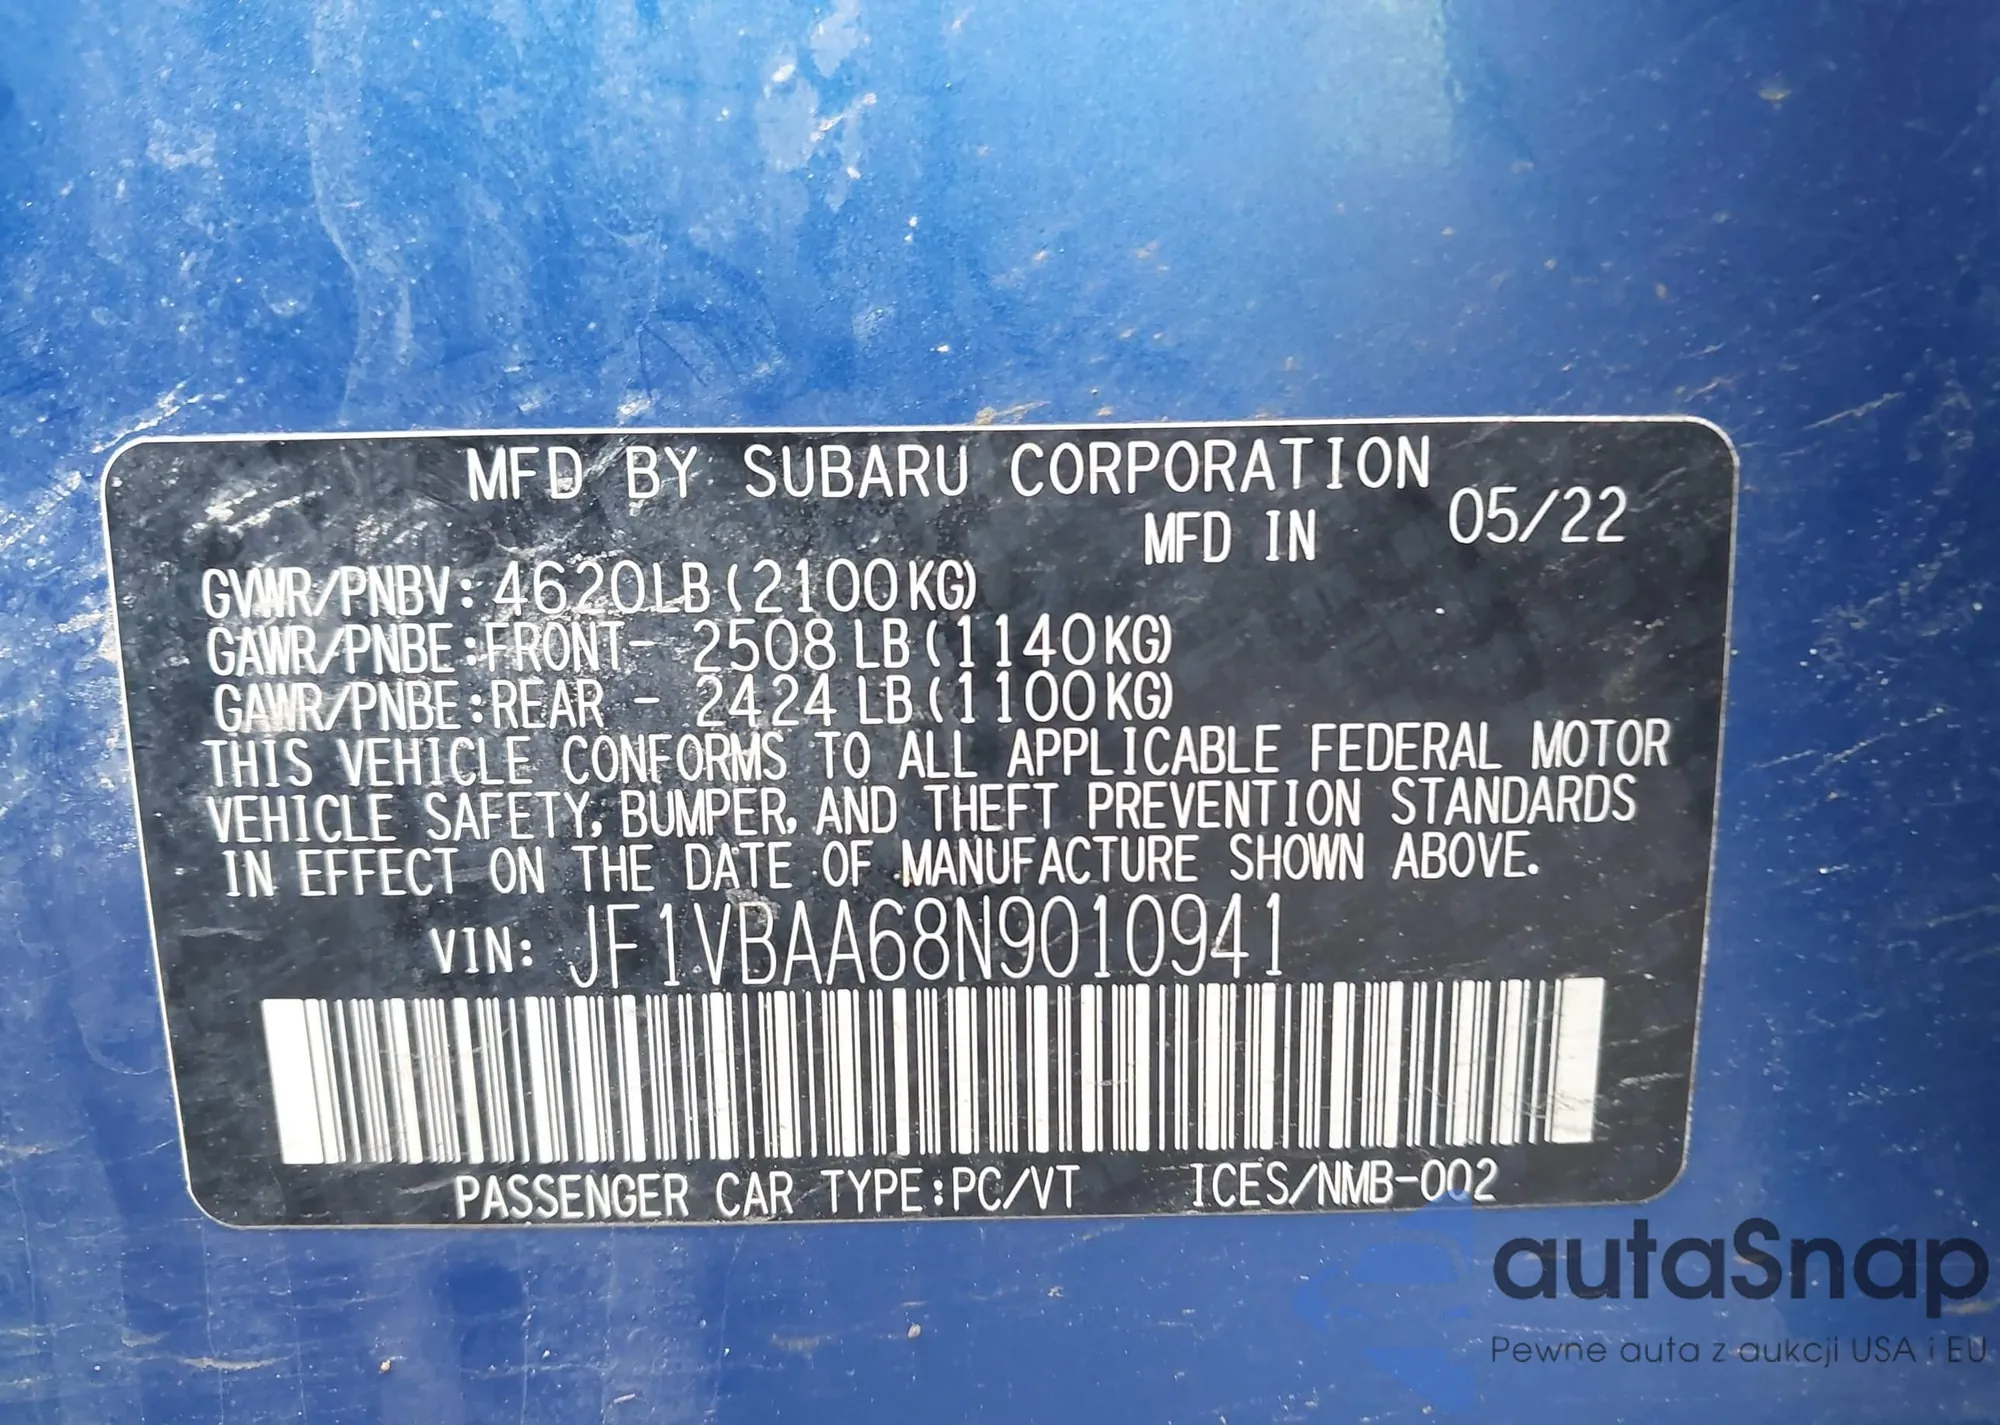 MFD BY SUBARU CORPORATION
MFD IN 05/22
GVWR/PNBV: 4620LB (2100KG)
GAWR/PNBE:FRONT- 2508 LB (1140KG)
GAWR/PNBE:REAR - 2424 LB (1100KG)
THIS VEHICLE CONFORMS TO ALL APPLICABLE FEDERAL MOTOR
VEHICLE SAFETY, BUMPER, AND THEFT PREVENTION STANDARDS
IN EFFECT ON THE DATE OF MANUFACTURE SHOWN ABOVE.
VIN: JF1VBAA68N9010941
PASSENGER CAR TYPE:PC/VT ICES/NMB-002
autaSnap
Pewne auta z aukcji USA i EU